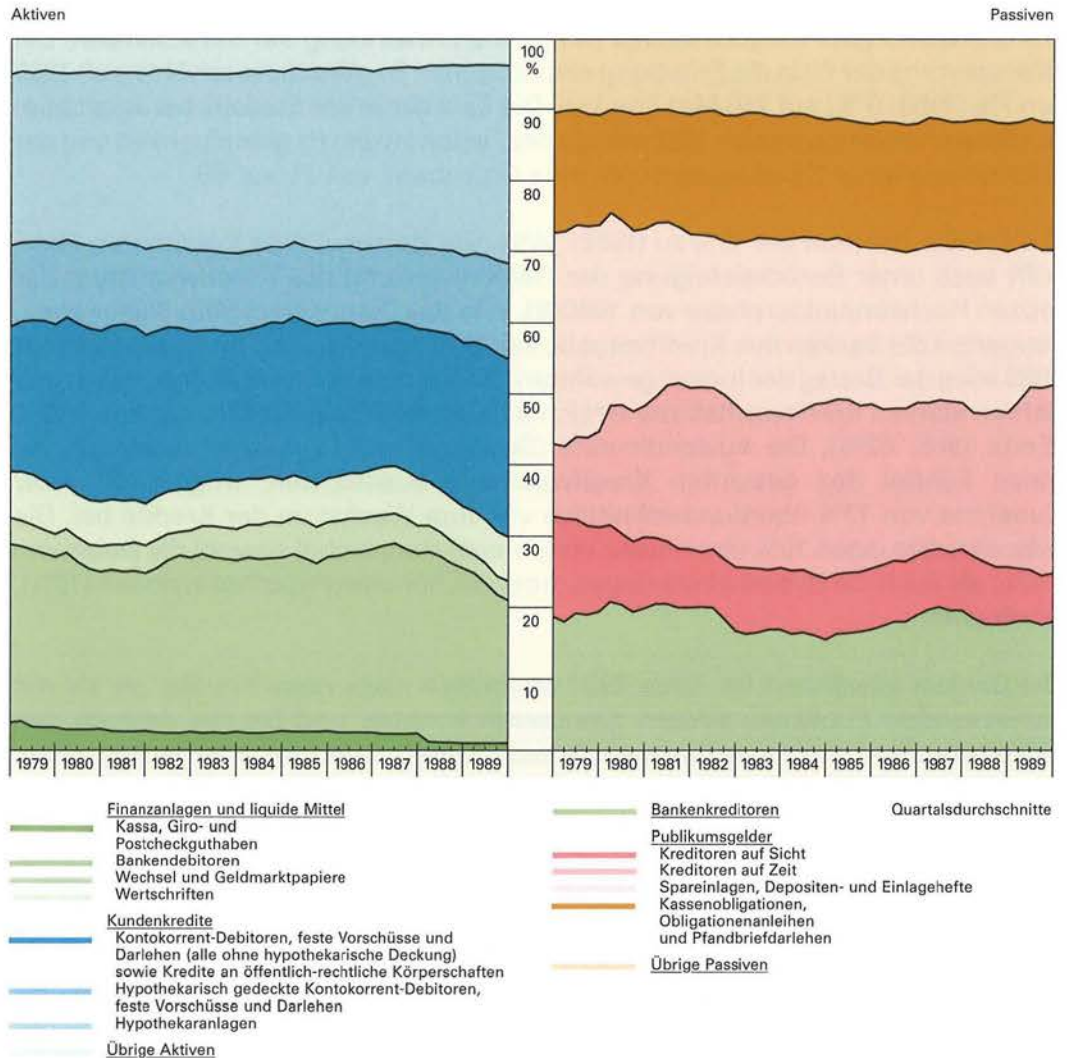 Aktiven
Passiven
100
%
90
80
70
60
50
40
30
20
10
1979 1980 1981 1982 1983 1984 1985 1986 1987 1988 1989
1979 1980 1981 1982 1983 1984 1985 1986 1987 1988 1989
Finanzanlagen und liquide Mittel
Kassa, Giro- und
Postcheckguthaben
Bankendebitoren
Wechsel und Geldmarktpapiere
Wertschriften
Kundenkredite
Kontokorrent-Debitoren, feste Vorschüsse und
Darlehen (alle ohne hypothekarische Deckung)
sowie Kredite an öffentlich-rechtliche Körperschaften
Hypothekarisch gedeckte Kontokorrent-Debitoren,
feste Vorschüsse und Darlehen
Hypothekaranlagen
Übrige Aktiven
Bankenkreditoren
Quartalsdurchschnitte
Publikumsgelder
Kreditoren auf Sicht
Kreditoren auf Zeit
Spareinlagen, Depositen- und Einlagehefte
Kassenobligationen,
Obligationenanleihen
und Pfandbriefdarlehen
Übrige Passiven